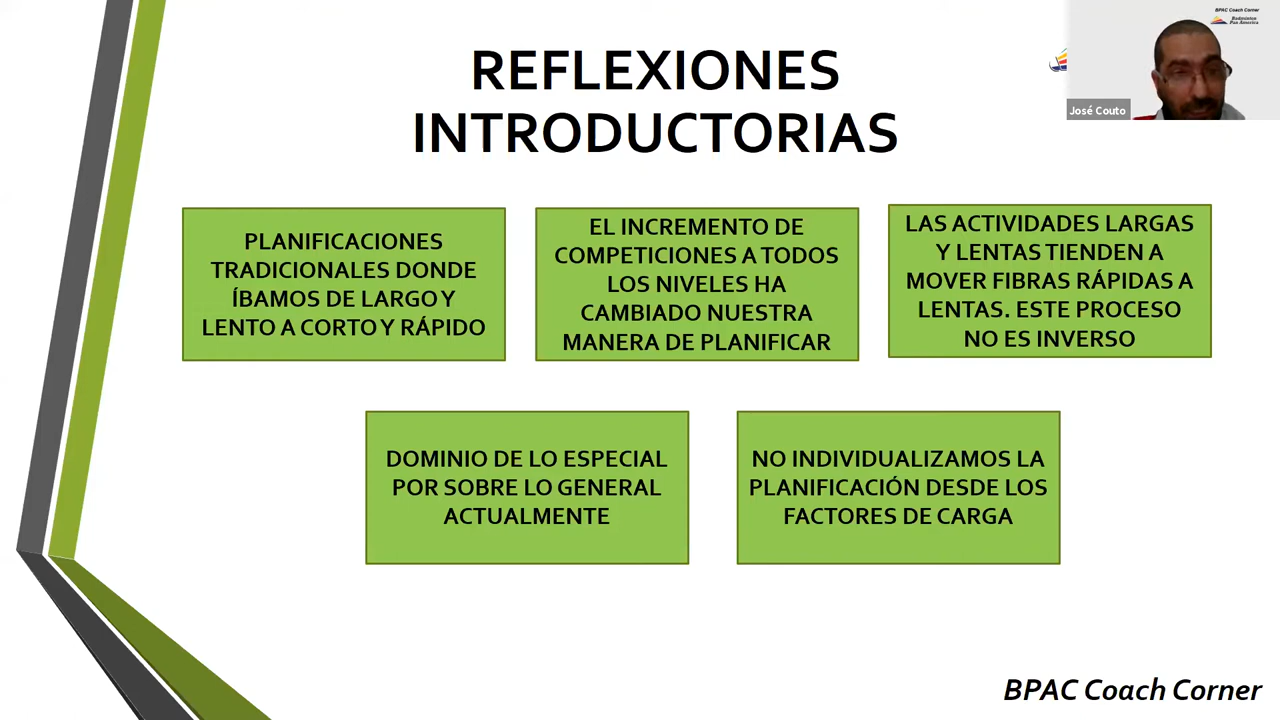 BPAC Coach Corner
Badminton
Pan America
José Couto
REFLEXIONES
INTRODUCTORIAS
PLANIFICACIONES
TRADICIONALES DONDE
ÍBAMOS DE LARGO Y
LENTO A CORTO Y RÁPIDO
EL INCREMENTO DE
COMPETICIONES A TODOS
LOS NIVELES HA
CAMBIADO NUESTRA
MANERA DE PLANIFICAR
LAS ACTIVIDADES LARGAS
Y LENTAS TIENDEN A
MOVER FIBRAS RÁPIDAS A
LENTAS. ESTE PROCESO
NO ES INVERSO
DOMINIO DE LO ESPECIAL
POR SOBRE LO GENERAL
ACTUALMENTE
NO INDIVIDUALIZAMOS LA
PLANIFICACIÓN DESDE LOS
FACTORES DE CARGA
BPAC Coach Corner